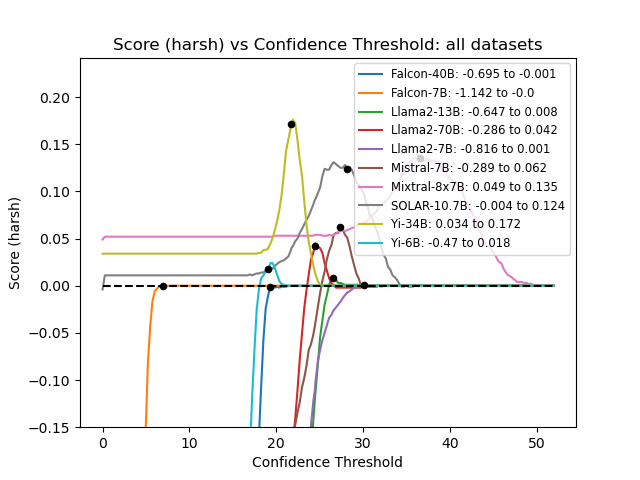 Score (harsh) vs Confidence Threshold: all datasets
Score (harsh)
0.20
0.15
0.10
0.05
0.00
−0.05
−0.10
−0.15
Falcon-40B: -0.695 to -0.001
Falcon-7B: -1.142 to -0.0
Llama2-13B: -0.647 to 0.008
Llama2-70B: -0.286 to 0.042
Llama2-7B: -0.816 to 0.001
Mistral-7B: -0.289 to 0.062
Mixtral-8x7B: 0.049 to 0.135
SOLAR-10.7B: -0.004 to 0.124
Yi-34B: 0.034 to 0.172
Yi-6B: -0.47 to 0.018
0 10 20 30 40 50
Confidence Threshold